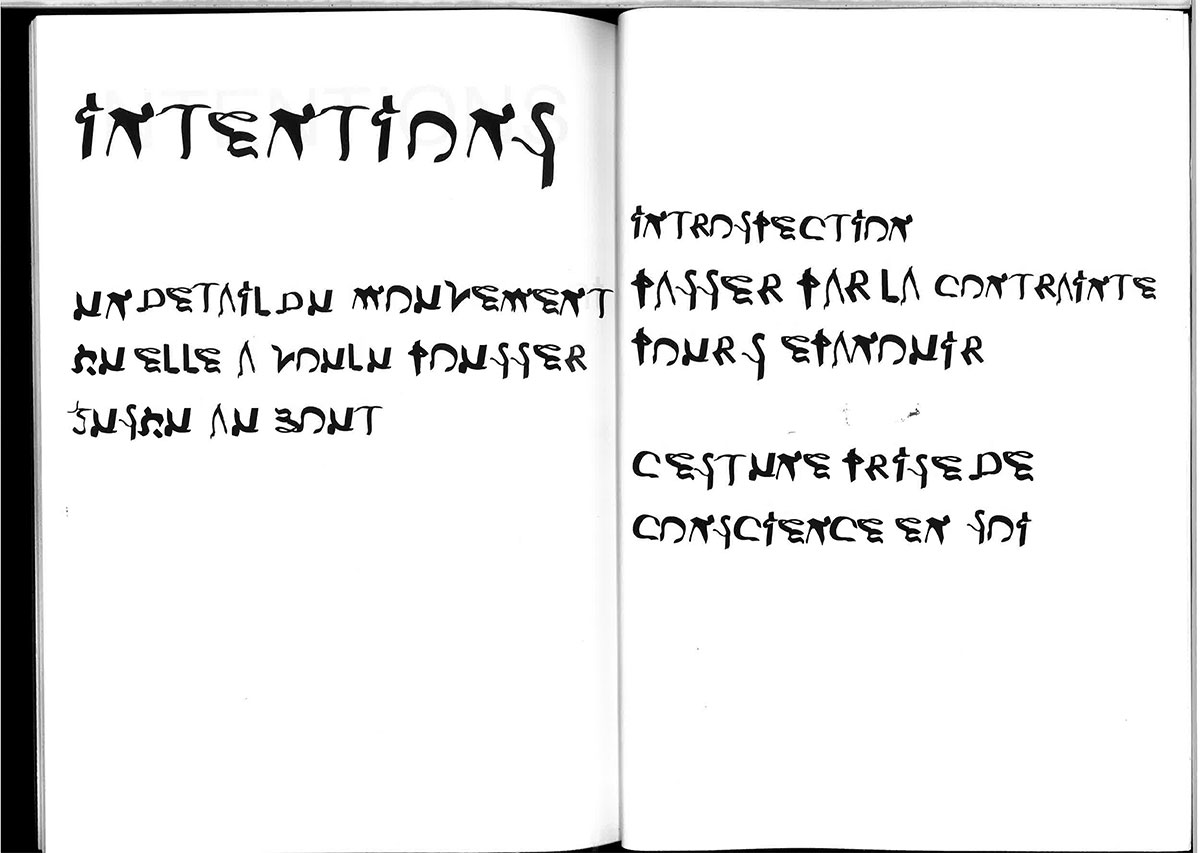 INTENTIONS
UN DETAIL DU MOUVEMENT
QU ELLE A VOULU POUSSER
JUSQU AU BOUT
INTROSPECTION
PASSER PAR LA CONTRAINTE
POUR S EPANOUIR
C EST UNE PRISE DE
CONSCIENCE EN SOI